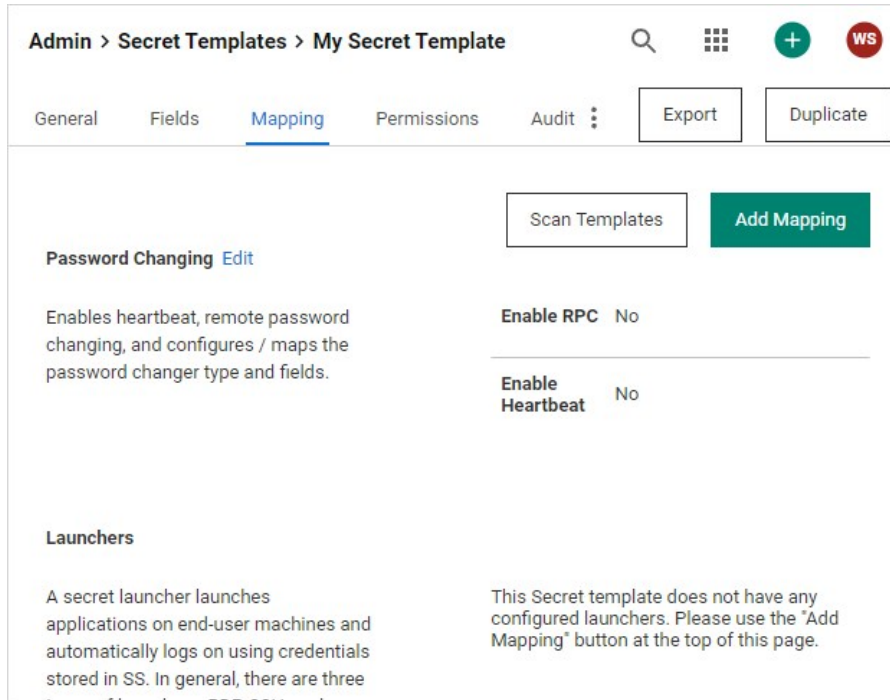 Admin > Secret Templates > My Secret Template
WS
General Fields Mapping Permissions Audit Export Duplicate
Scan Templates Add Mapping
Password Changing Edit
Enables heartbeat, remote password
changing, and configures / maps the
password changer type and fields.
Enable RPC No
Enable
Heartbeat No
Launchers
A secret launcher launches
applications on end-user machines and
automatically logs on using credentials
stored in SS. In general, there are three
This Secret template does not have any
configured launchers. Please use the "Add
Mapping" button at the top of this page.